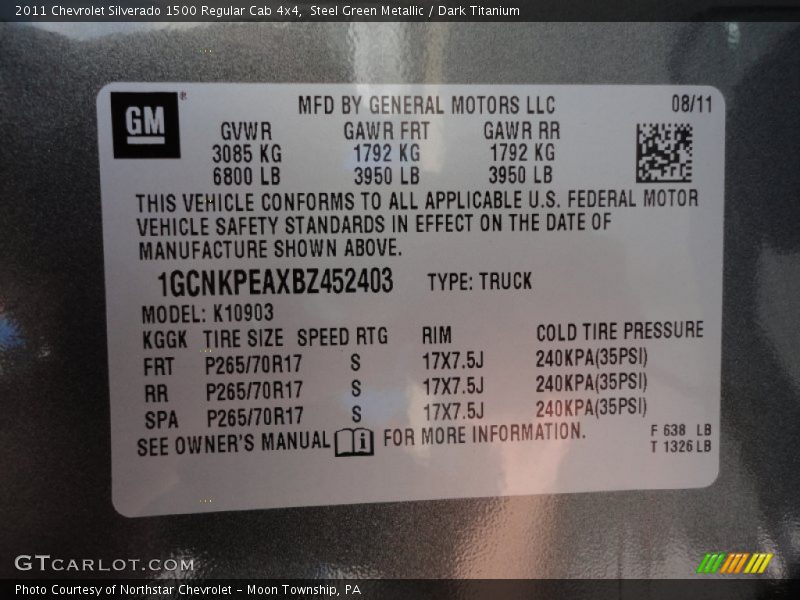 2011 Chevrolet Silverado 1500 Regular Cab 4x4, Steel Green Metallic / Dark Titanium
GM® MFD BY GENERAL MOTORS LLC 08/11
GVWR GAWR FRT GAWR RR
3085 KG 1792 KG 1792 KG
6800 LB 3950 LB 3950 LB
THIS VEHICLE CONFORMS TO ALL APPLICABLE U.S. FEDERAL MOTOR
VEHICLE SAFETY STANDARDS IN EFFECT ON THE DATE OF
MANUFACTURE SHOWN ABOVE.
1GCNKPEAXBZ452403 TYPE: TRUCK
MODEL: K10903
KGGK TIRE SIZE SPEED RTG RIM COLD TIRE PRESSURE
FRT P265/70R17 S 17X7.5J 240KPA(35PSI)
RR P265/70R17 S 17X7.5J 240KPA(35PSI)
SPA P265/70R17 S 17X7.5J 240KPA(35PSI)
SEE OWNER'S MANUAL i FOR MORE INFORMATION.
F 638 LB
T 1326 LB
GTCARLOT.COM
Photo Courtesy of Northstar Chevrolet - Moon Township, PA